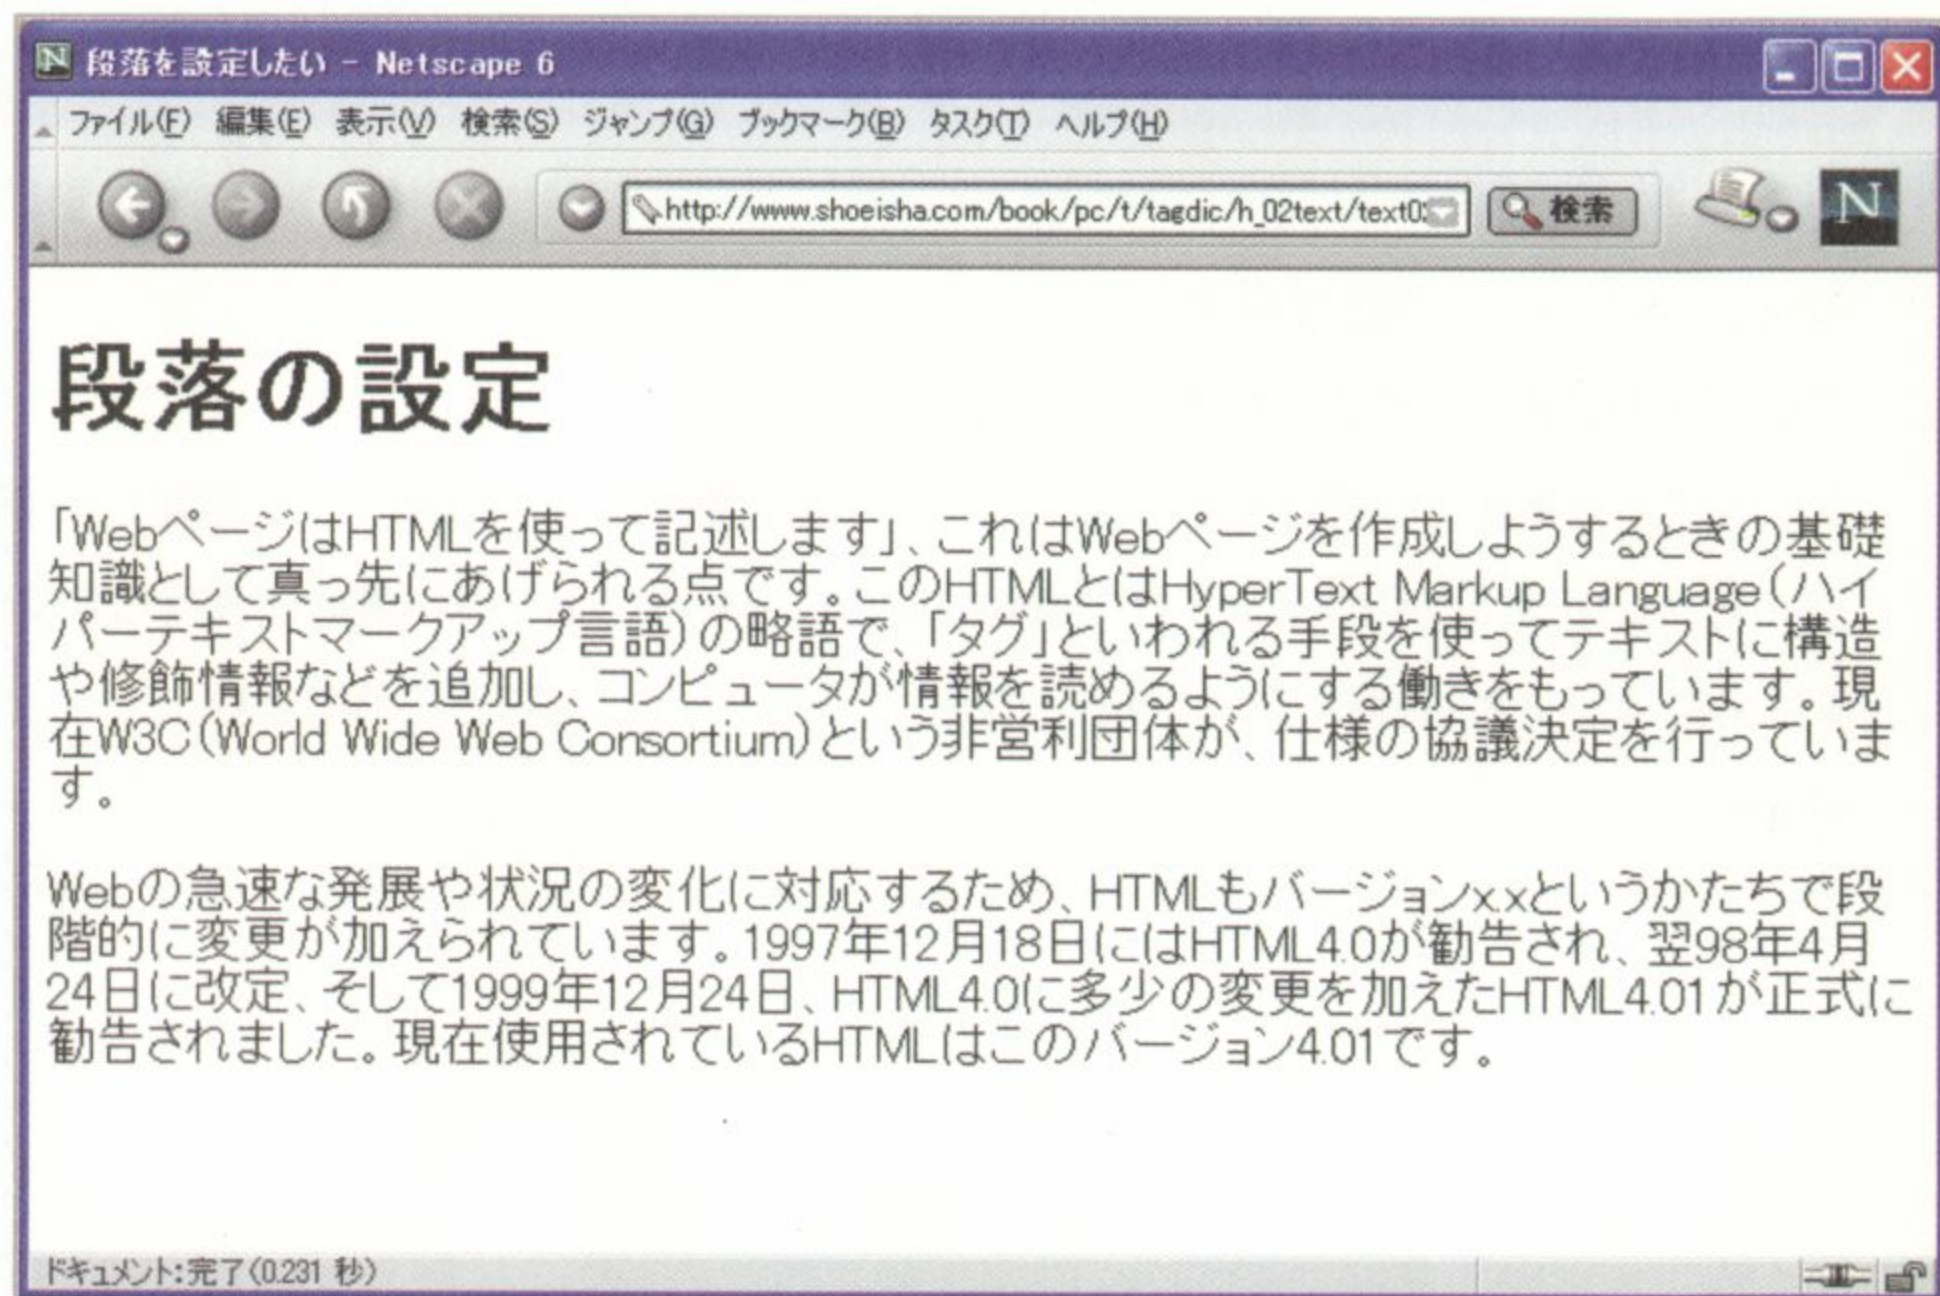 段落を設定したい - Netscape 6
ファイル(F) 編集(E) 表示(V) 検索(S) ジャンプ(G) ブックマーク(B) タスク(T) ヘルプ(H)
http://www.shoeisha.com/book/pc/t/tagdic/h_02text/text0 検索 N
段落の設定
「WebページはHTMLを使って記述します」、これはWebページを作成しようするときの基礎
知識として真っ先にあげられる点です。このHTMLとはHyperText Markup Language(ハイ
パーテキストマークアップ言語)の略語で、「タグ」といわれる手段を使ってテキストに構造
や修飾情報などを追加し、コンピュータが情報を読めるようにする働きをもっています。現
在W3C(World Wide Web Consortium)という非営利団体が、仕様の協議決定を行っていま
す。
Webの急速な発展や状況の変化に対応するため、HTMLもバージョンx.xというかたちで段
階的に変更が加えられています。1997年12月18日にはHTML4.0が勧告され、翌98年4月
24日に改定、そして1999年12月24日、HTML4.0に多少の変更を加えたHTML4.01が正式に
勧告されました。現在使用されているHTMLはこのバージョン4.01です。
ドキュメント:完了(0.231 秒)